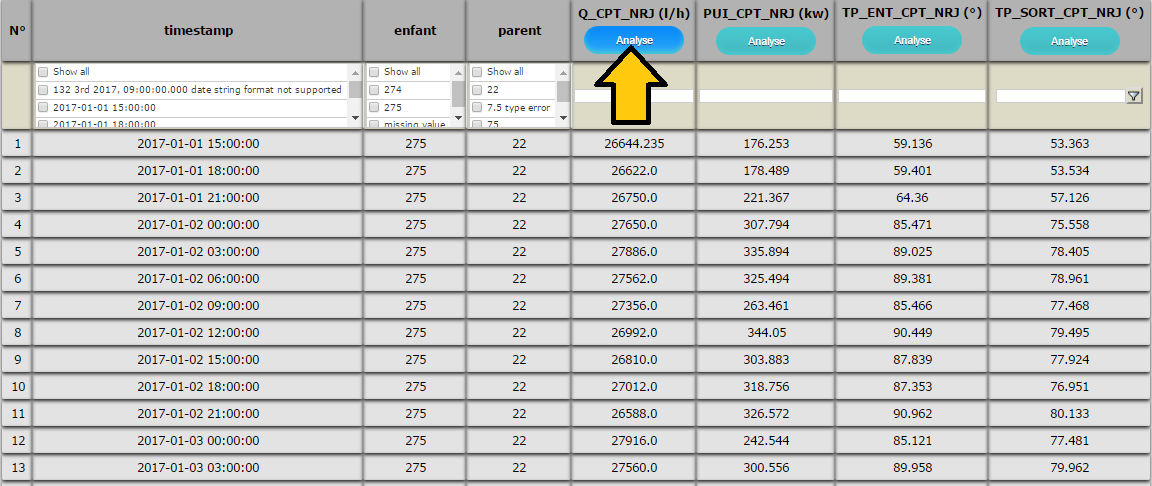 N° timestamp enfant parent Q_CPT_NRJ (l/h) PUI_CPT_NRJ (kw) TP_ENT_CPT_NRJ (°) TP_SORT_CPT_NRJ (°)
Analyse Analyse Analyse Analyse
Show all Show all Show all
132 3rd 2017, 09:00:00.000 date string format not supported 274 22
2017-01-01 15:00:00 275 7.5 type error
2017-01-01 18:00:00 missing value 75
1 2017-01-01 15:00:00 275 22 26644.235 176.253 59.136 53.363
2 2017-01-01 18:00:00 275 22 26622.0 178.489 59.401 53.534
3 2017-01-01 21:00:00 275 22 26750.0 221.367 64.36 57.126
4 2017-01-02 00:00:00 275 22 27650.0 307.794 85.471 75.558
5 2017-01-02 03:00:00 275 22 27886.0 335.894 89.025 78.405
6 2017-01-02 06:00:00 275 22 27562.0 325.494 89.381 78.961
7 2017-01-02 09:00:00 275 22 27356.0 263.461 85.466 77.468
8 2017-01-02 12:00:00 275 22 26992.0 344.05 90.449 79.495
9 2017-01-02 15:00:00 275 22 26810.0 303.883 87.839 77.924
10 2017-01-02 18:00:00 275 22 27012.0 318.756 87.353 76.951
11 2017-01-02 21:00:00 275 22 26588.0 326.572 90.962 80.133
12 2017-01-03 00:00:00 275 22 27916.0 242.544 85.121 77.481
13 2017-01-03 03:00:00 275 22 27560.0 300.556 89.958 79.962